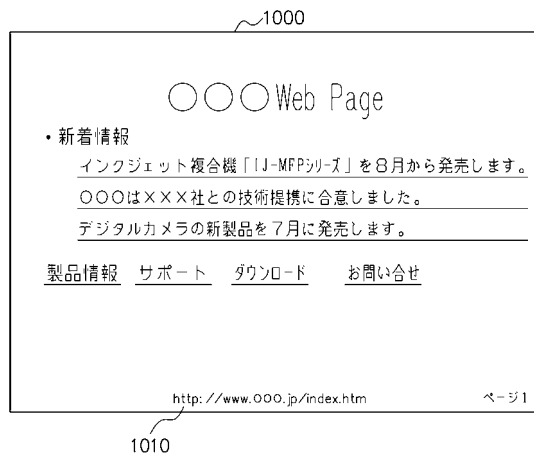 1000
○○○Web Page
・新着情報
インクジェット複合機「IJ-MFPシリーズ」を8月から発売します。
○○○は×××社との技術提携に合意しました。
デジタルカメラの新製品を7月に発売します。
製品情報 サポート ダウンロード お問い合せ
http://www.○○○.jp/index.htm ページ1
1010